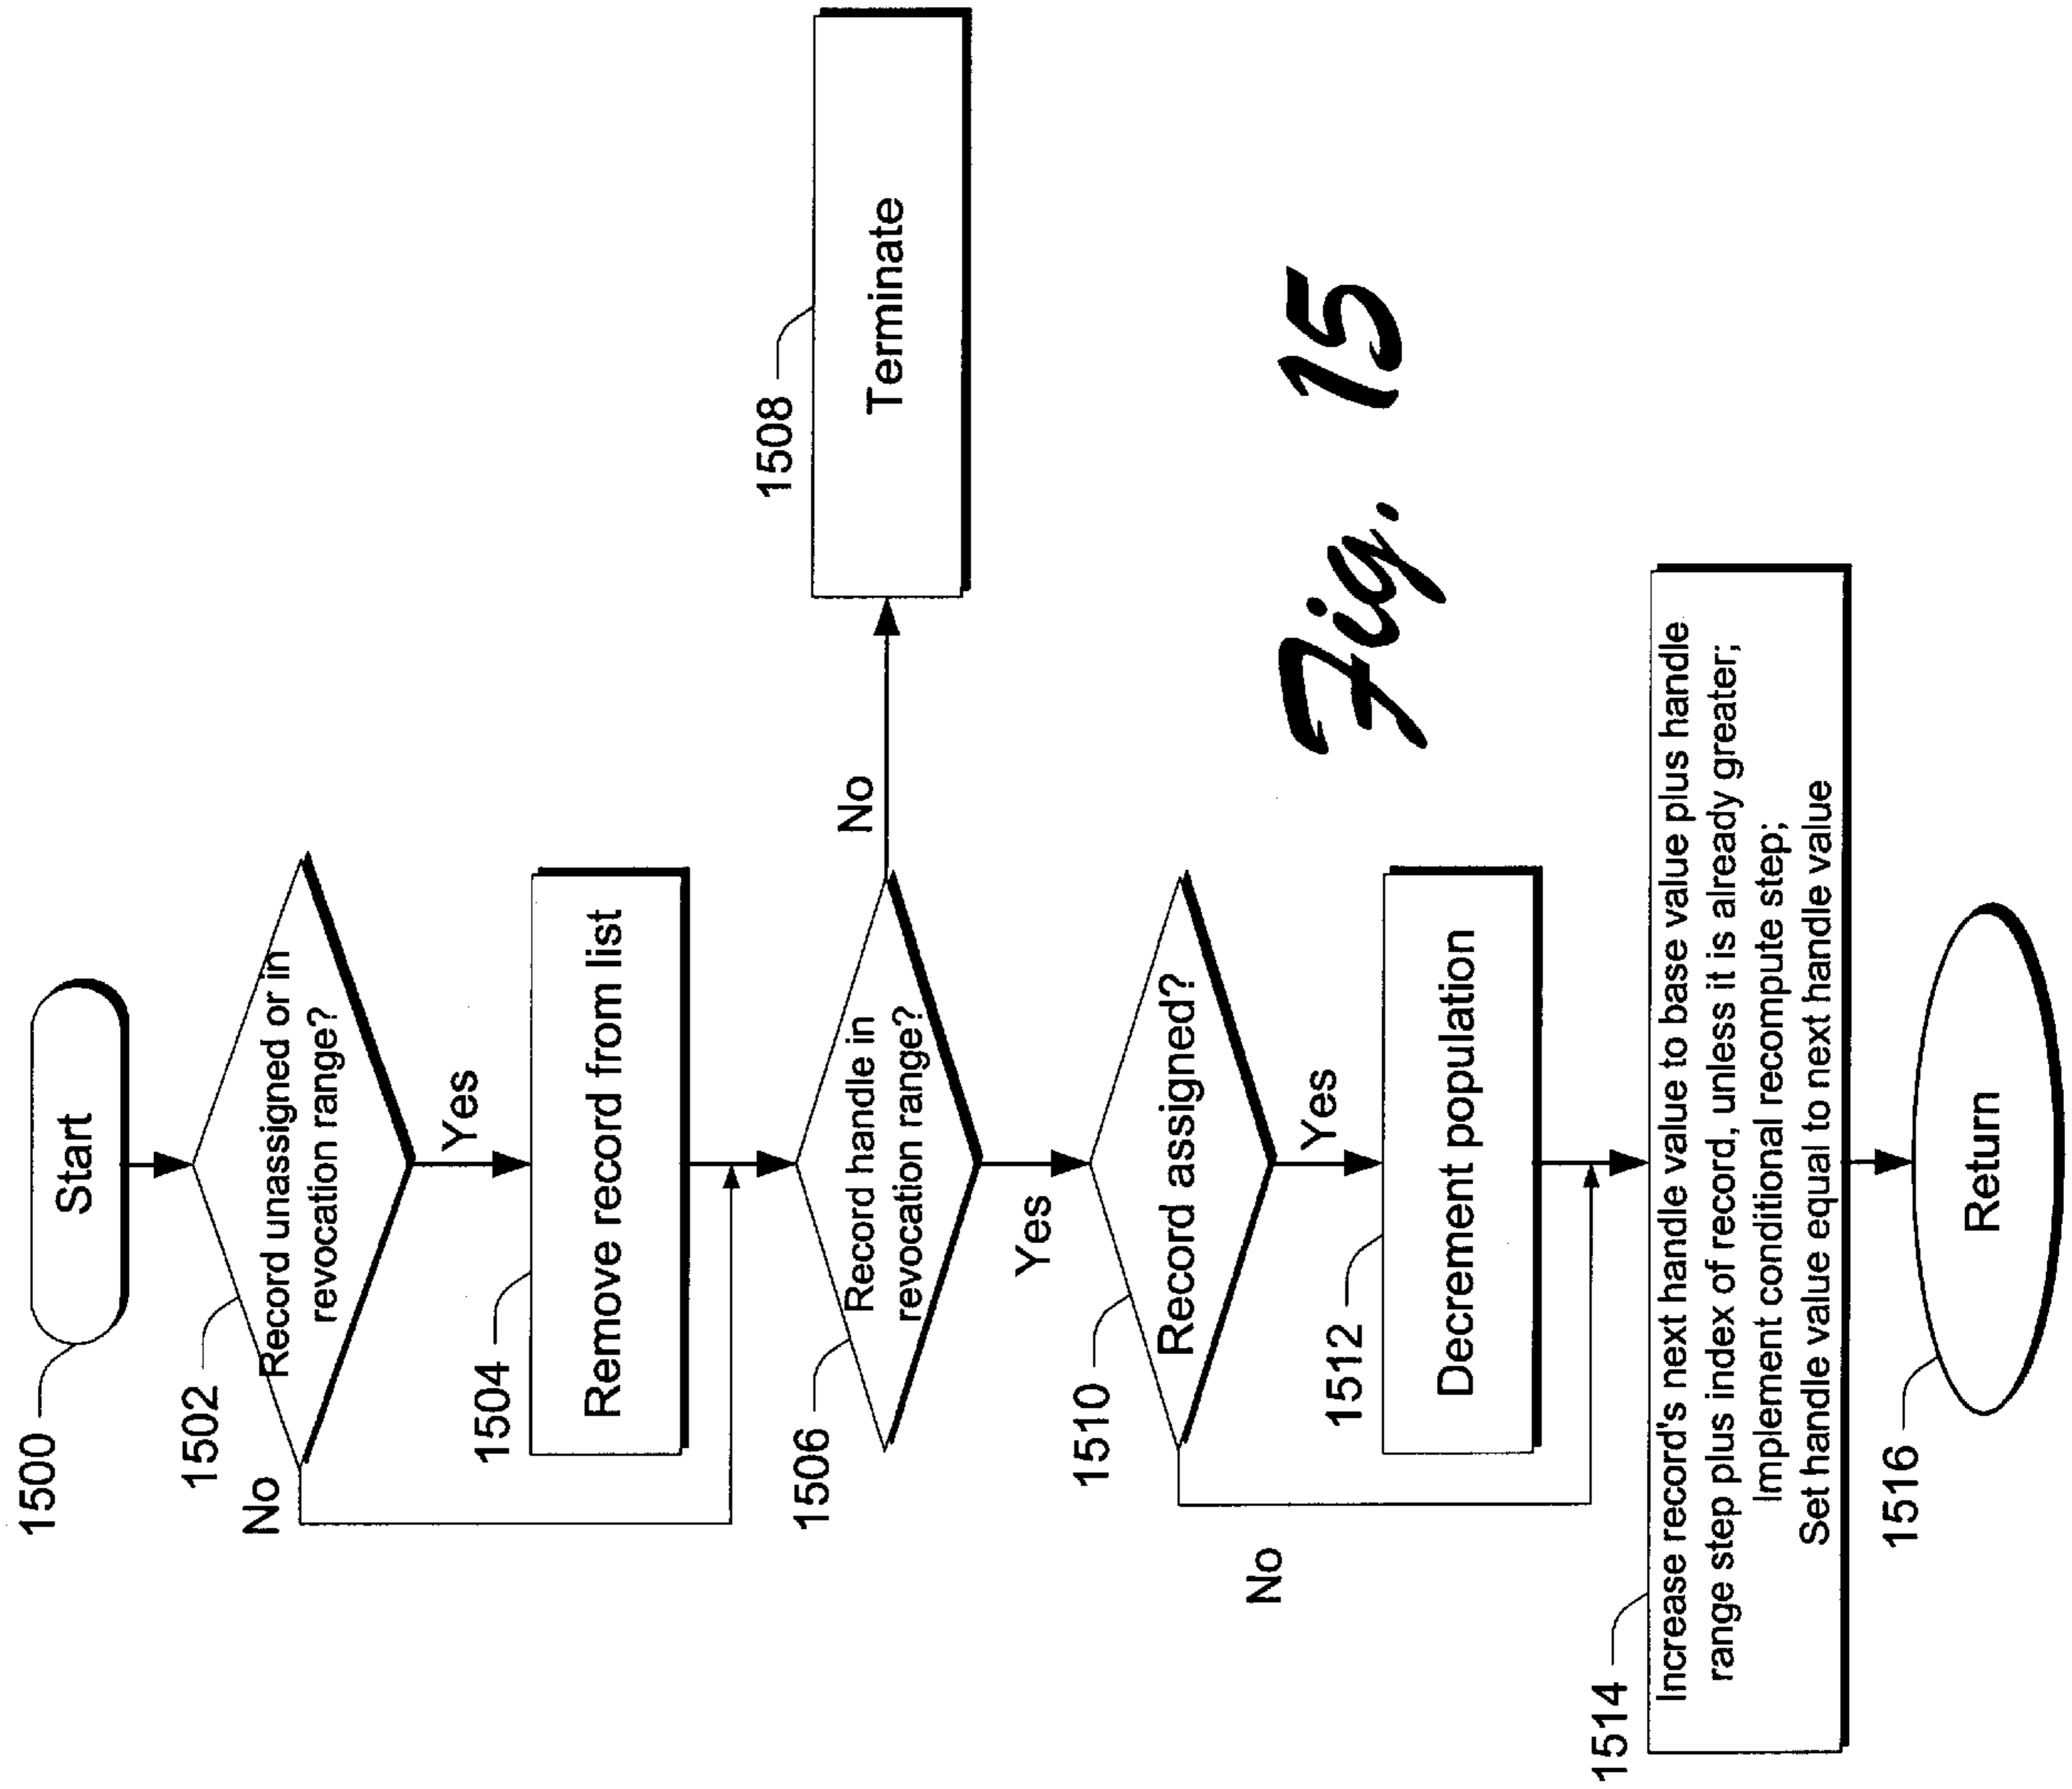 1500
Start
1502
Record unassigned or in
revocation range?
No
Yes
1504
Remove record from list
1506
Record handle in
revocation range?
No
1508
Terminate
Yes
1510
Record assigned?
No
Yes
1512
Decrement population
1514
Increase record's next handle value to base value plus handle
range step plus index of record, unless it is already greater;
Implement conditional recompute step;
Set handle value equal to next handle value
1516
Return
Fig. 15